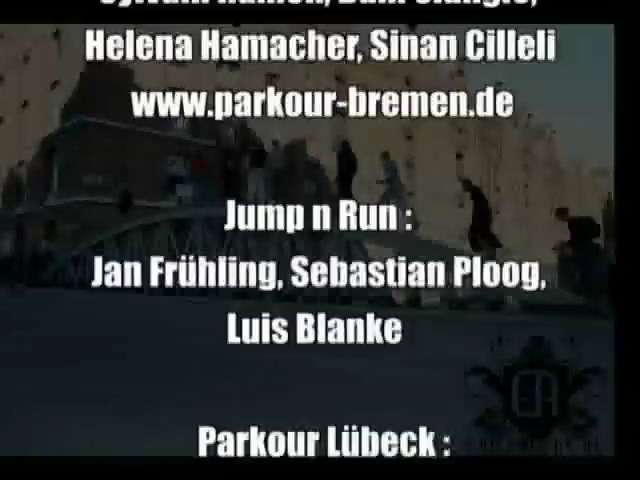 Helena Hamacher, Sinan Cilleli
www.parkour-bremen.de
Jump n Run :
Jan Frühling, Sebastian Ploog,
Luis Blanke
Parkour Lübeck :